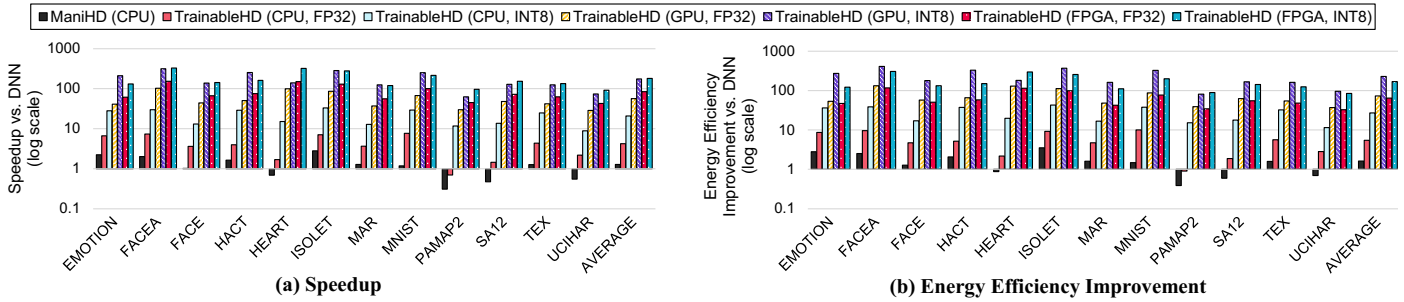 ManiHD (CPU) TrainableHD (CPU, FP32) TrainableHD (CPU, INT8) TrainableHD (GPU, FP32) TrainableHD (GPU, INT8) TrainableHD (FPGA, FP32) TrainableHD (FPGA, INT8)
Speedup vs. DNN
(log scale)
1000
100
10
1
0.1
EMOTION
FACEA
FACE
HACT
HEART
ISOLET
MAR
MNIST
PAMAP2
SA12
TEX
UCIHAR
AVERAGE
(a) Speedup
Energy Efficiency
Improvement vs. DNN
(log scale)
1000
100
10
1
0.1
EMOTION
FACEA
FACE
HACT
HEART
ISOLET
MAR
MNIST
PAMAP2
SA12
TEX
UCIHAR
AVERAGE
(b) Energy Efficiency Improvement